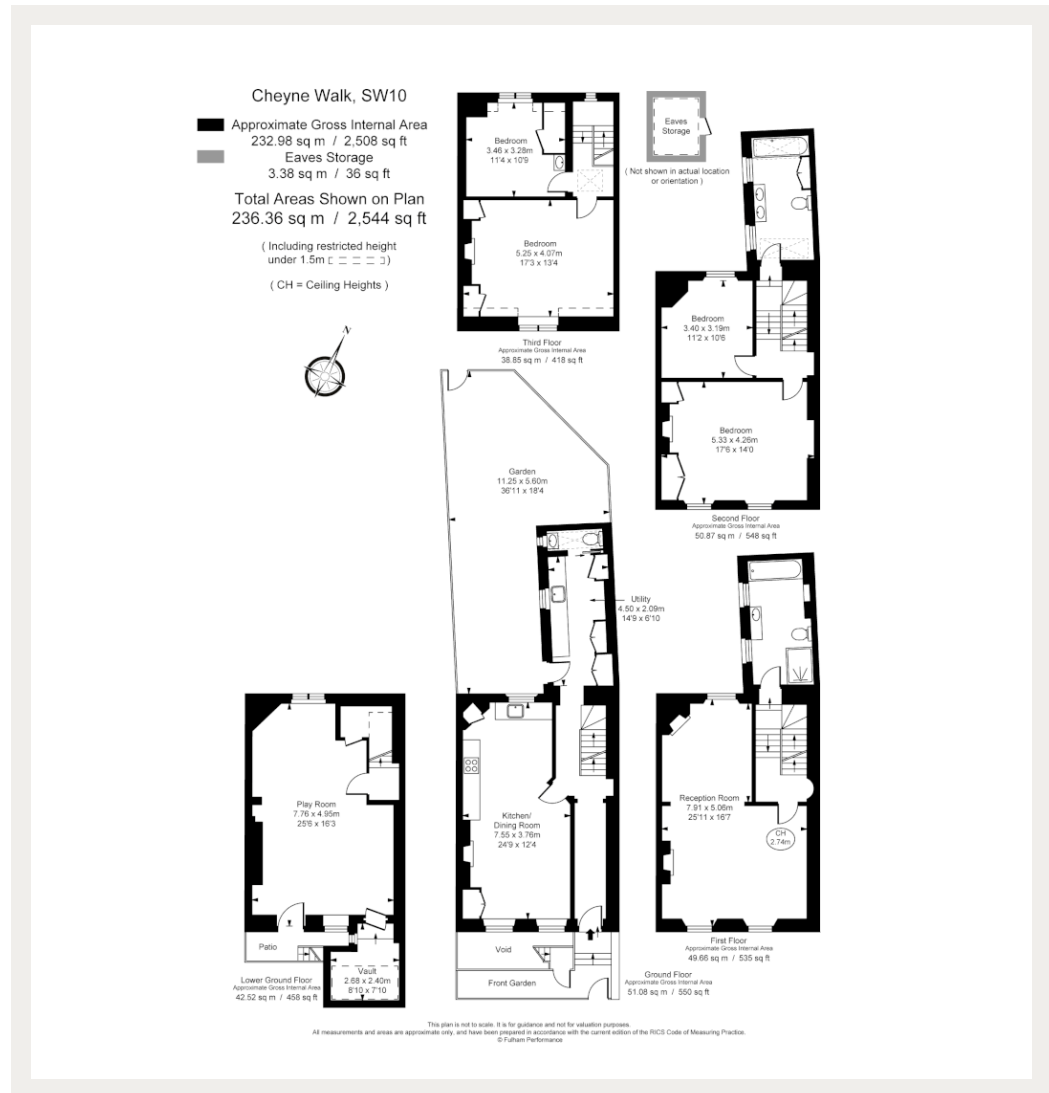 Cheyne Walk, SW10
Approximate Gross Internal Area
232.98 sq m / 2,508 sq ft
Eaves Storage
3.38 sq m / 36 sq ft
Total Areas Shown on Plan
236.36 sq m / 2,544 sq ft
( Including restricted height
under 1.5m )
( CH = Ceiling Heights )
N
Bedroom
3.46 x 3.28m
11'4 x 10'9
Bedroom
5.25 x 4.07m
17'3 x 13'4
Third Floor
Approximate Gross Internal Area
38.85 sq m / 418 sq ft
Eaves
Storage
( Not shown in actual location
or orientation )
Bedroom
3.40 x 3.19m
11'2 x 10'6
Bedroom
5.33 x 4.26m
17'6 x 14'0
Second Floor
Approximate Gross Internal Area
50.87 sq m / 548 sq ft
Garden
11.25 x 5.60m
36'11 x 18'4
Utility
4.50 x 2.09m
14'9 x 6'10
Kitchen/
Dining Room
7.55 x 3.76m
24'9 x 12'4
Void
Front Garden
Ground Floor
Approximate Gross Internal Area
51.08 sq m / 550 sq ft
Play Room
7.76 x 4.95m
25'6 x 16'3
Patio
Vault
2.68 x 2.40m
8'10 x 7'10
Lower Ground Floor
Approximate Gross Internal Area
42.52 sq m / 458 sq ft
Reception Room
7.91 x 5.06m
25'11 x 16'7
CH
2.74m
First Floor
Approximate Gross Internal Area
49.66 sq m / 535 sq ft
This plan is not to scale. It is for guidance and not for valuation purposes.
All measurements and areas are approximate only, and have been prepared in accordance with the current edition of the RICS Code of Measuring Practice.
© Fulham Performance